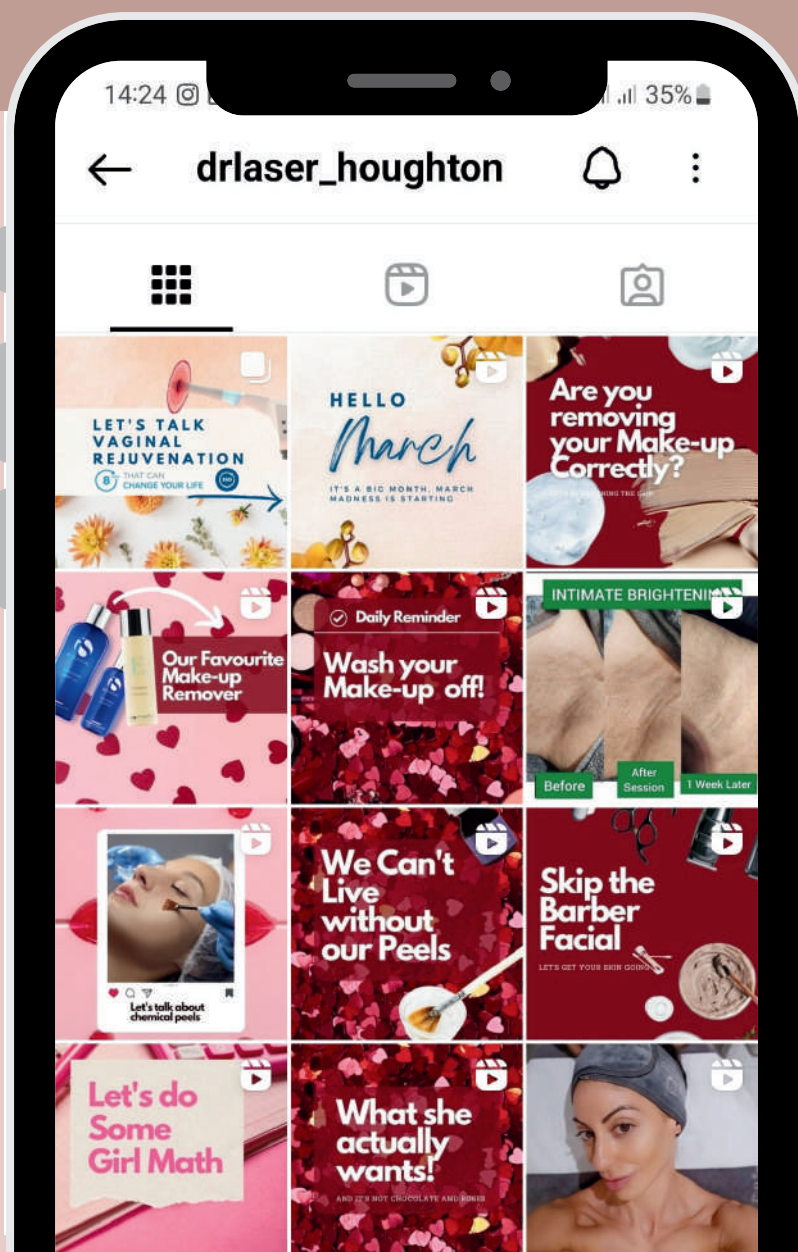 14:24
35%
drlaser_houghton
LET'S TALK
VAGINAL
REJUVENATION
8
THAT CAN
CHANGE YOUR LIFE
HELLO
March
IT'S A BIG MONTH, MARCH
MADNESS IS STARTING
Are you
removing
your Make-up
Correctly?
Our Favourite
Make-up
Remover
Daily Reminder
Wash your
Make-up off!
INTIMATE BRIGHTENING
Before
After
Session
1 Week Later
Let's talk about
chemical peels
We Can't
Live
without
our Peels
Skip the
Barber
Facial
LET'S GET YOUR SKIN GOING
Let's do
Some
Girl Math
What she
actually
wants!
AND IT'S NOT CHOCOLATE AND ROSES